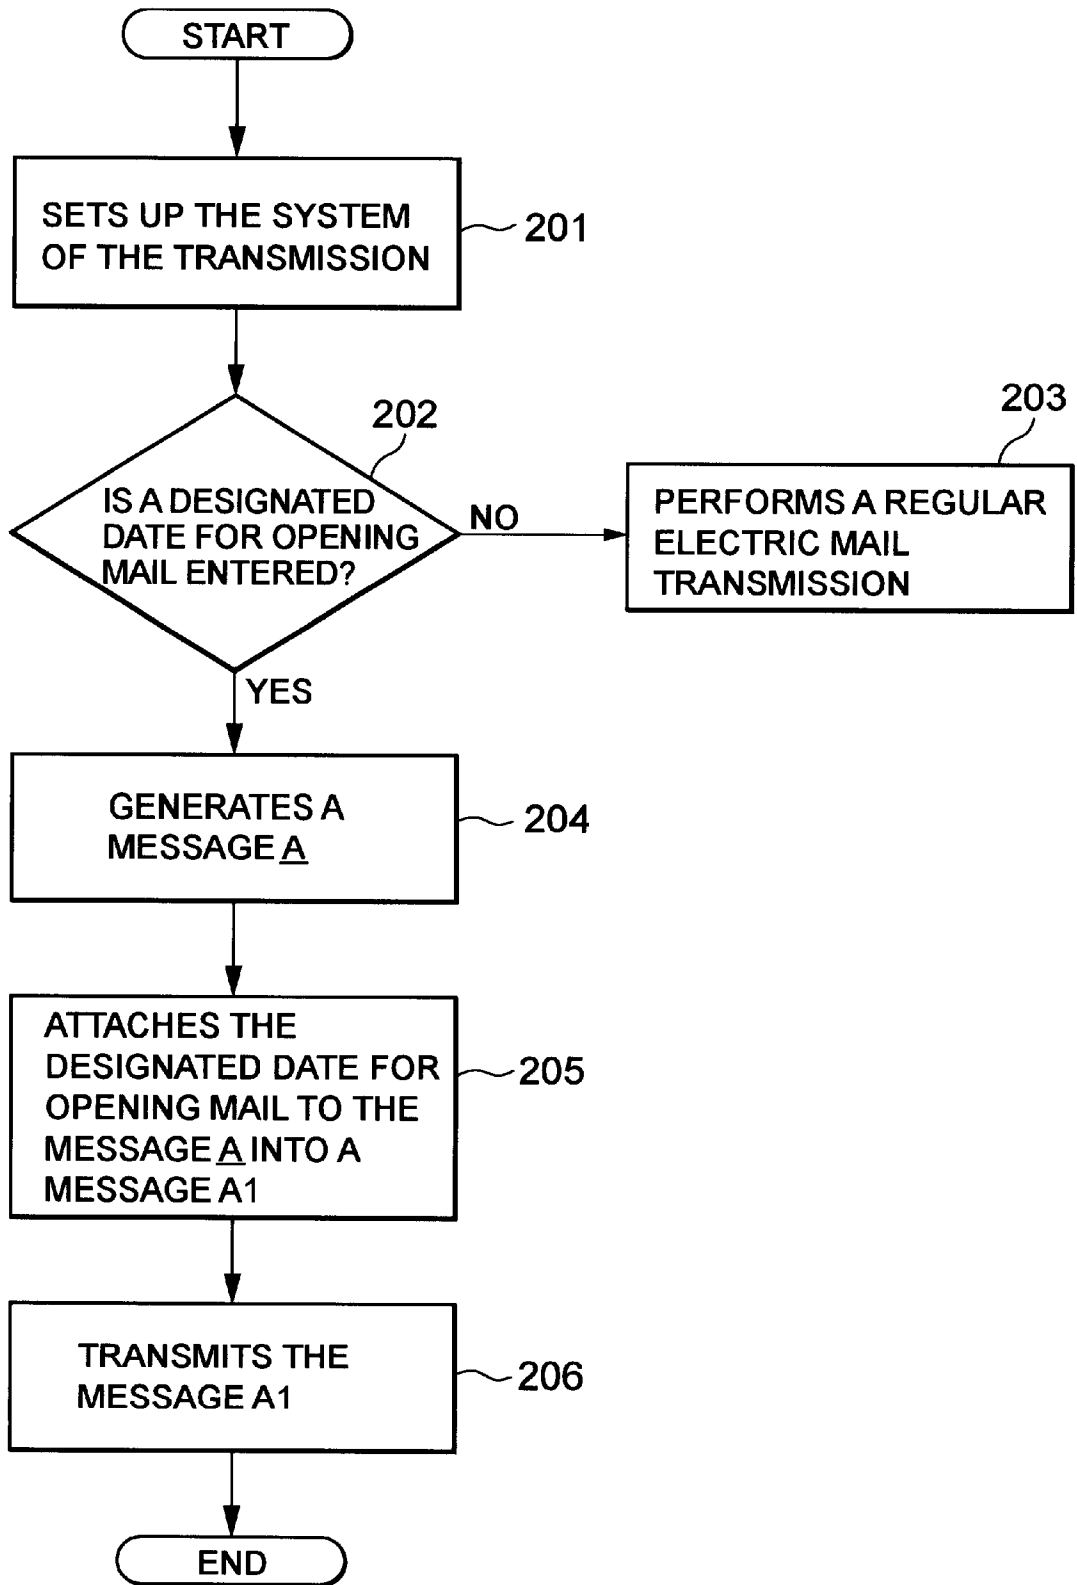 START
SETS UP THE SYSTEM
OF THE TRANSMISSION
201
202
IS A DESIGNATED
DATE FOR OPENING
MAIL ENTERED?
NO
203
PERFORMS A REGULAR
ELECTRIC MAIL
TRANSMISSION
YES
GENERATES A
MESSAGE A
204
ATTACHES THE
DESIGNATED DATE FOR
OPENING MAIL TO THE
MESSAGE A INTO A
MESSAGE A1
205
TRANSMITS THE
MESSAGE A1
206
END